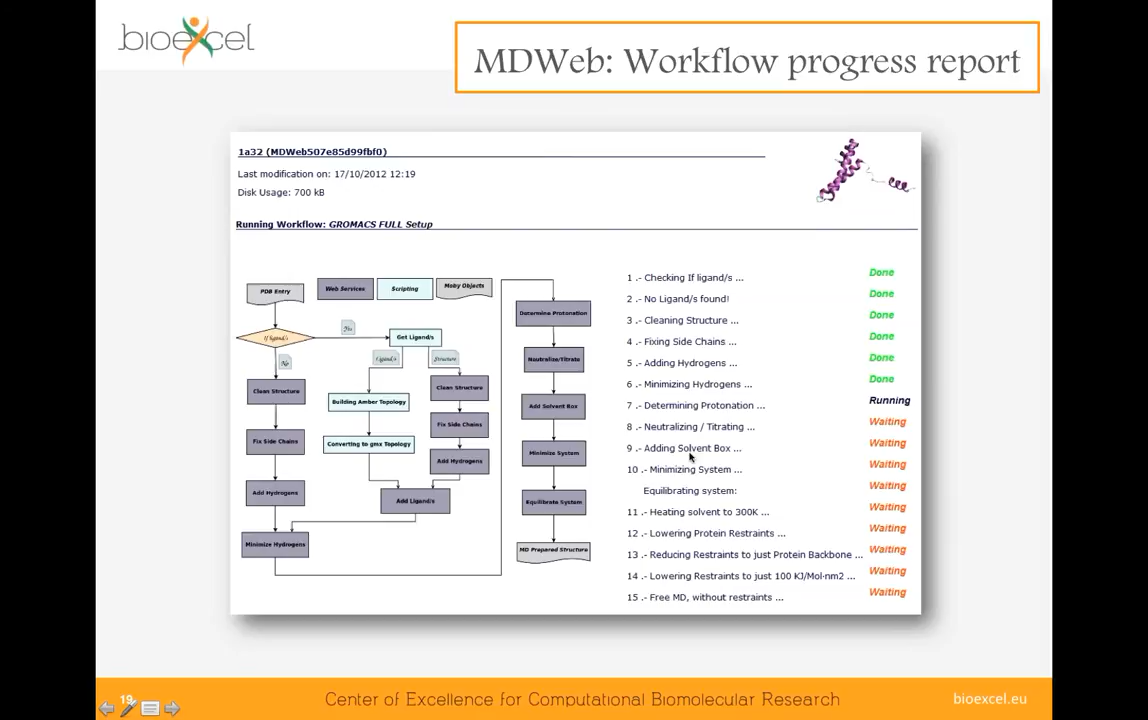 bioexcel
MDWeb: Workflow progress report
1a32 (MDWeb507e85d99fbf0)
Last modification on: 17/10/2012 12:19
Disk Usage: 700 kB
Running Workflow: GROMACS FULL Setup
PDB Entry
Web Services
Scripting
Moby Objects
If ligand/s
Yes
No
Get Ligand/s
Ligand/s
Structure
Clean Structure
Fix Side Chains
Add Hydrogens
Minimize Hydrogens
Building Amber Topology
Converting to gmx Topology
Clean Structure
Fix Side Chains
Add Hydrogens
Add Ligand/s
Determine Protonation
Neutralize/Titrate
Add Solvent Box
Minimize System
Equilibrate System
MD Prepared Structure
1 .- Checking If ligand/s ... Done
2 .- No Ligand/s found! Done
3 .- Cleaning Structure ... Done
4 .- Fixing Side Chains ... Done
5 .- Adding Hydrogens ... Done
6 .- Minimizing Hydrogens ... Done
7 .- Determining Protonation ... Running
8 .- Neutralizing / Titrating ... Waiting
9 .- Adding Solvent Box ... Waiting
10 .- Minimizing System ... Waiting
Equilibrating system: Waiting
11 .- Heating solvent to 300K ... Waiting
12 .- Lowering Protein Restraints ... Waiting
13 .- Reducing Restraints to just Protein Backbone ... Waiting
14 .- Lowering Restraints to just 100 KJ/Mol·nm2 ... Waiting
15 .- Free MD, without restraints ... Waiting
19
Center of Excellence for Computational Biomolecular Research
bioexcel.eu